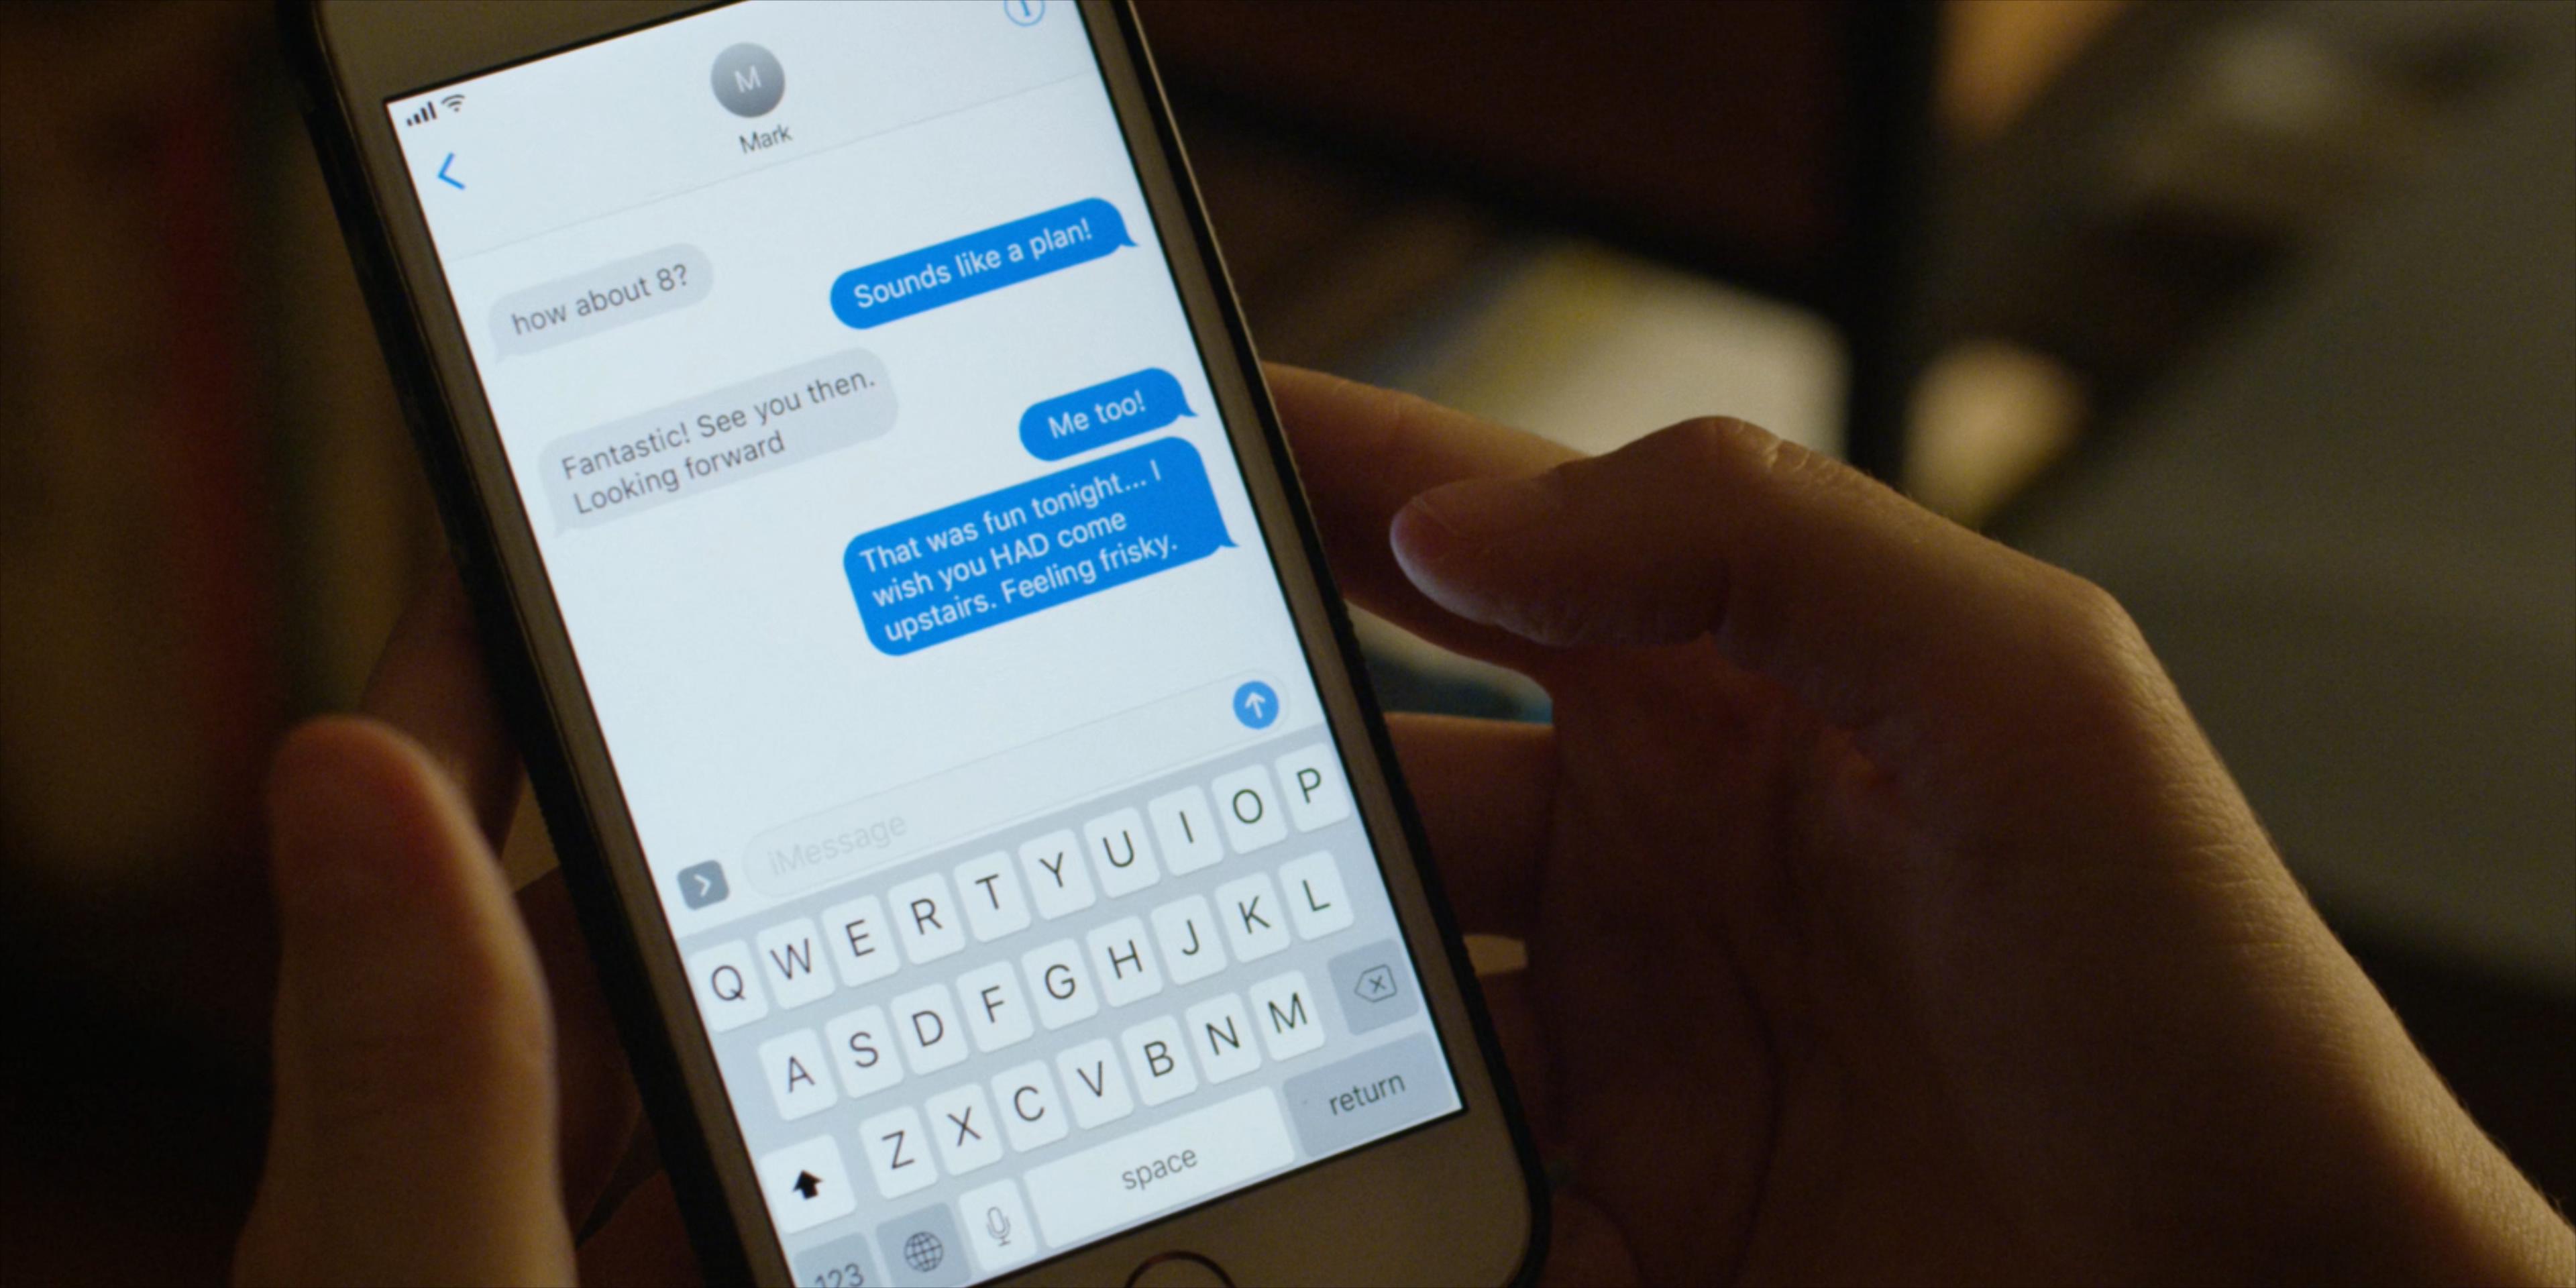 M
Mark
how about 8?
Sounds like a plan!
Fantastic! See you then.
Looking forward
Me too!
That was fun tonight... I
wish you HAD come
upstairs. Feeling frisky.
iMessage
Q W E R T Y U I O P
A S D F G H J K L
Z X C V B N M
123 space return